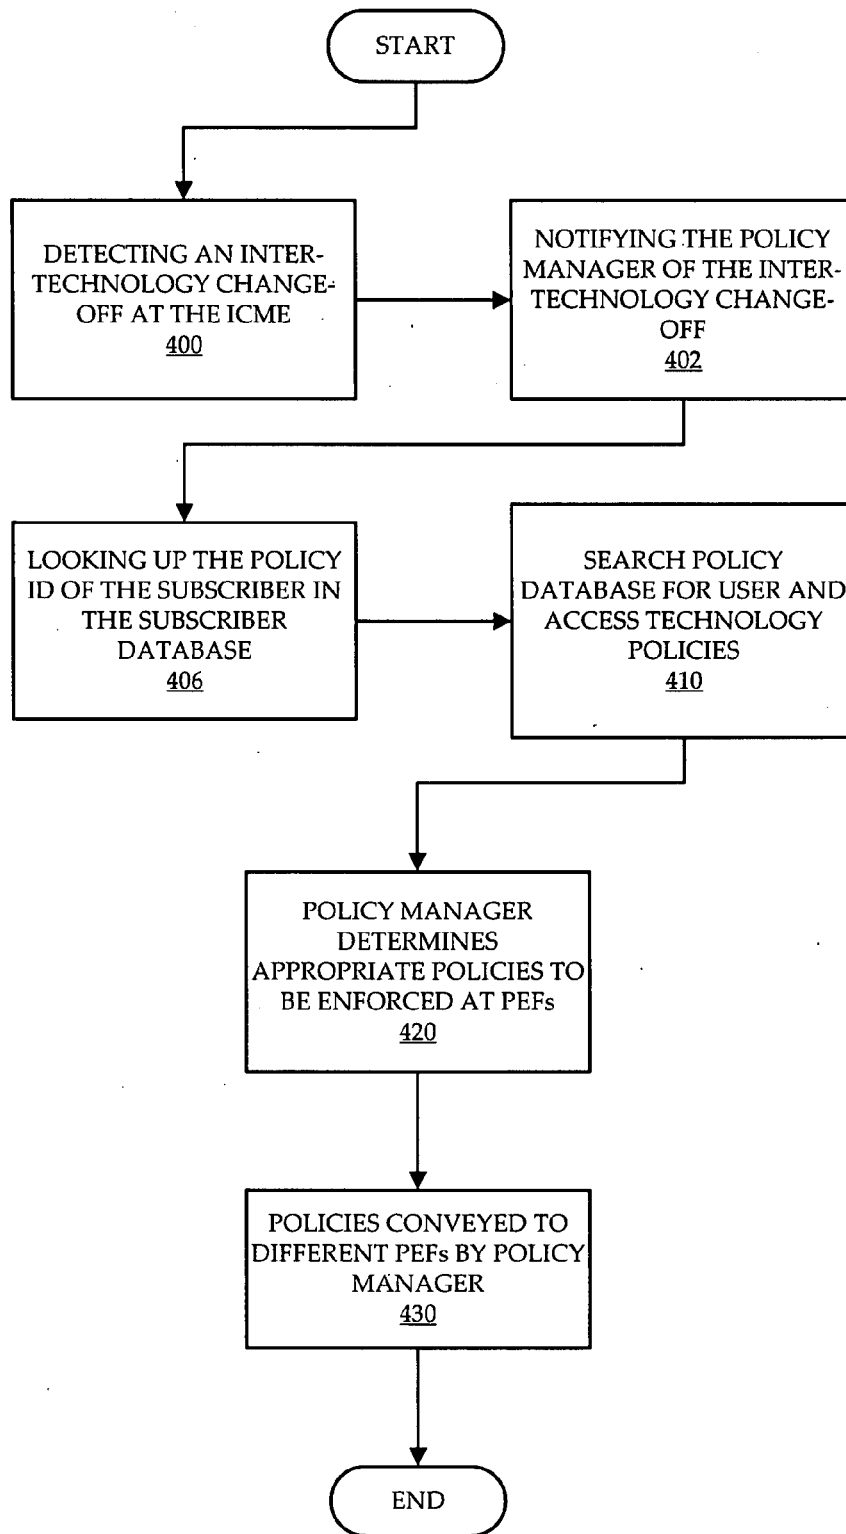 START
DETECTING AN INTER-
TECHNOLOGY CHANGE-
OFF AT THE ICME
400
NOTIFYING THE POLICY
MANAGER OF THE INTER-
TECHNOLOGY CHANGE-
OFF
402
LOOKING UP THE POLICY
ID OF THE SUBSCRIBER IN
THE SUBSCRIBER
DATABASE
406
SEARCH POLICY
DATABASE FOR USER AND
ACCESS TECHNOLOGY
POLICIES
410
POLICY MANAGER
DETERMINES
APPROPRIATE POLICIES TO
BE ENFORCED AT PEFs
420
POLICIES CONVEYED TO
DIFFERENT PEFs BY POLICY
MANAGER
430
END